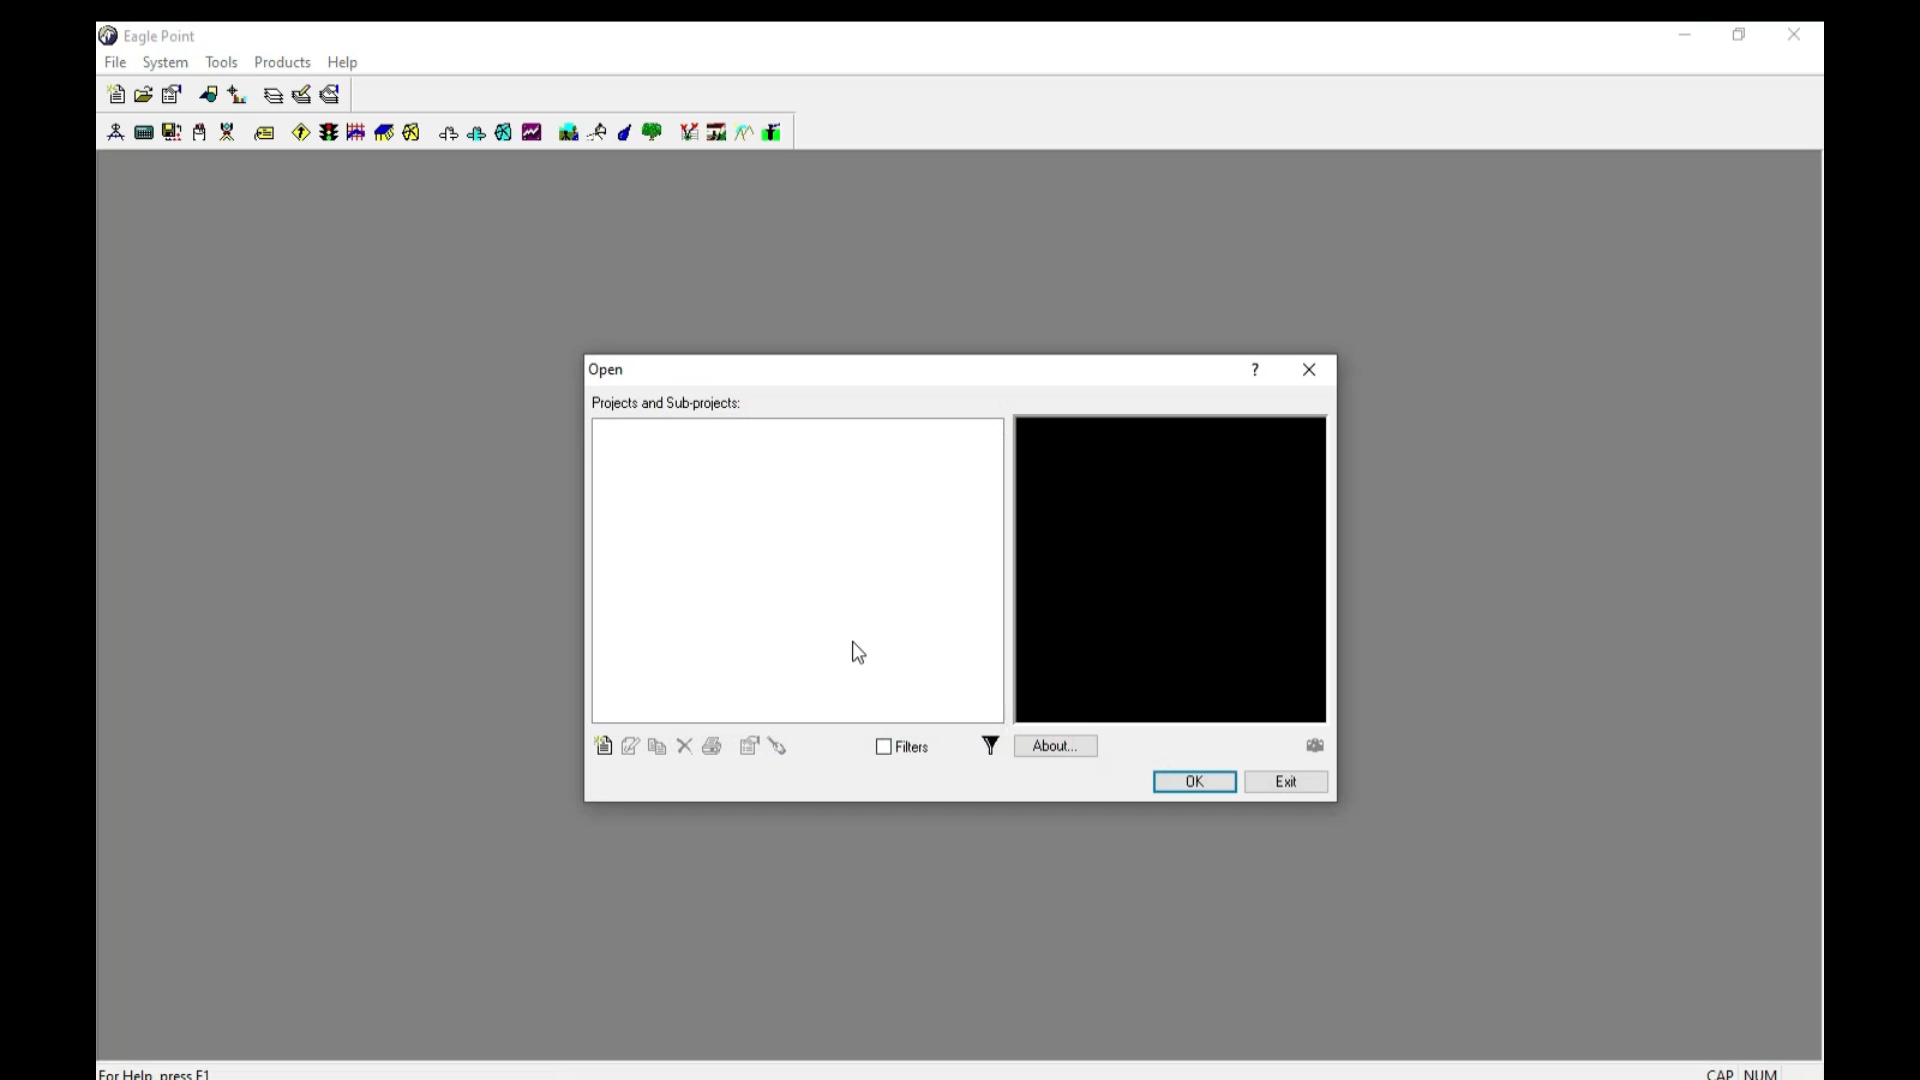 Eagle Point
File System Tools Products Help
Open
?
Projects and Sub-projects:
Filters
About...
OK Exit
For Help, press F1
CAP NUM